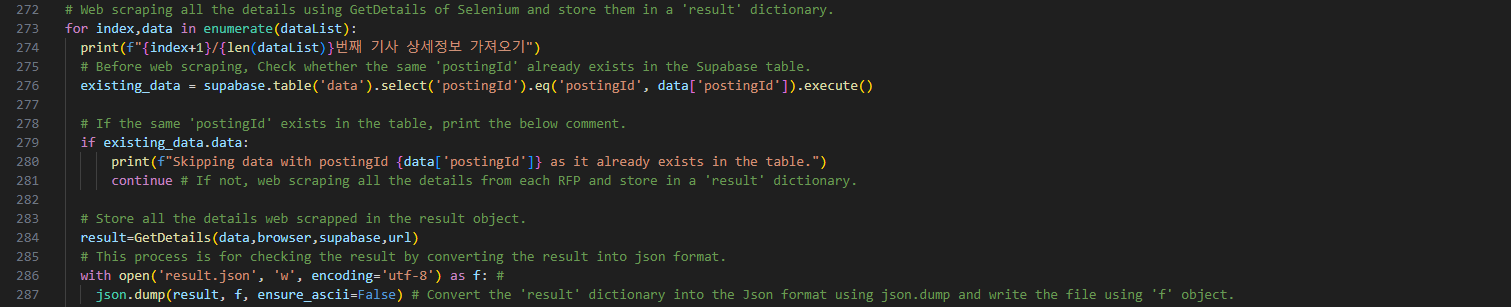 272 # Web scraping all the details using GetDetails of Selenium and store them in a 'result' dictionary.
273 for index,data in enumerate(dataList):
274 print(f"{index+1}/{len(dataList)}번째 기사 상세정보 가져오기")
275 # Before web scraping, Check whether the same 'postingId' already exists in the Supabase table.
276 existing_data = supabase.table('data').select('postingId').eq('postingId', data['postingId']).execute()
277
278 # If the same 'postingId' exists in the table, print the below comment.
279 if existing_data.data:
280 print(f"Skipping data with postingId {data['postingId']} as it already exists in the table.")
281 continue # If not, web scraping all the details from each RFP and store in a 'result' dictionary.
282
283 # Store all the details web scrapped in the result object.
284 result=GetDetails(data,browser,supabase,url)
285 # This process is for checking the result by converting the result into json format.
286 with open('result.json', 'w', encoding='utf-8') as f: #
287 json.dump(result, f, ensure_ascii=False) # Convert the 'result' dictionary into the Json format using json.dump and write the file using 'f' object.